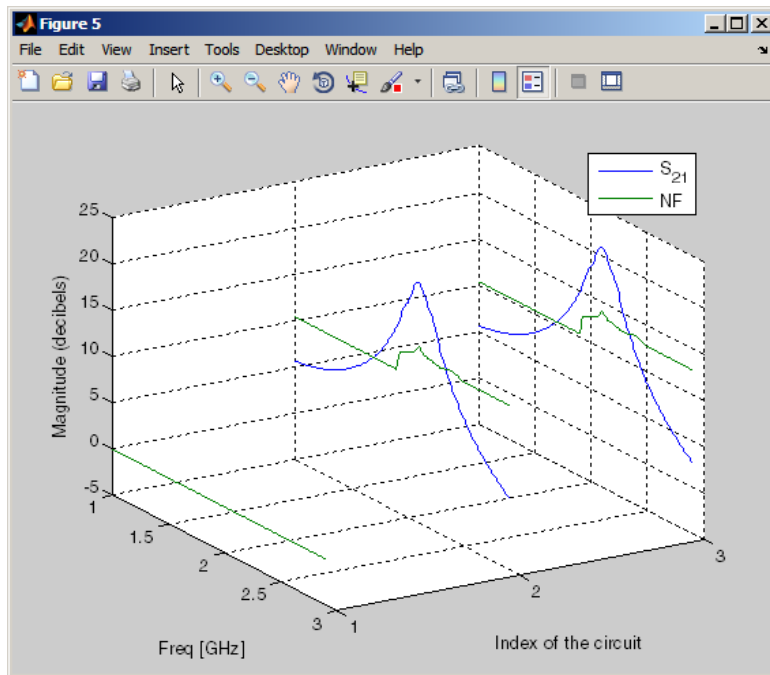 Figure 5
File Edit View Insert Tools Desktop Window Help
S21
NF
25
20
15
10
5
0
-5
Magnitude (decibels)
1
1.5
2
2.5
3
Freq [GHz]
1
2
3
Index of the circuit